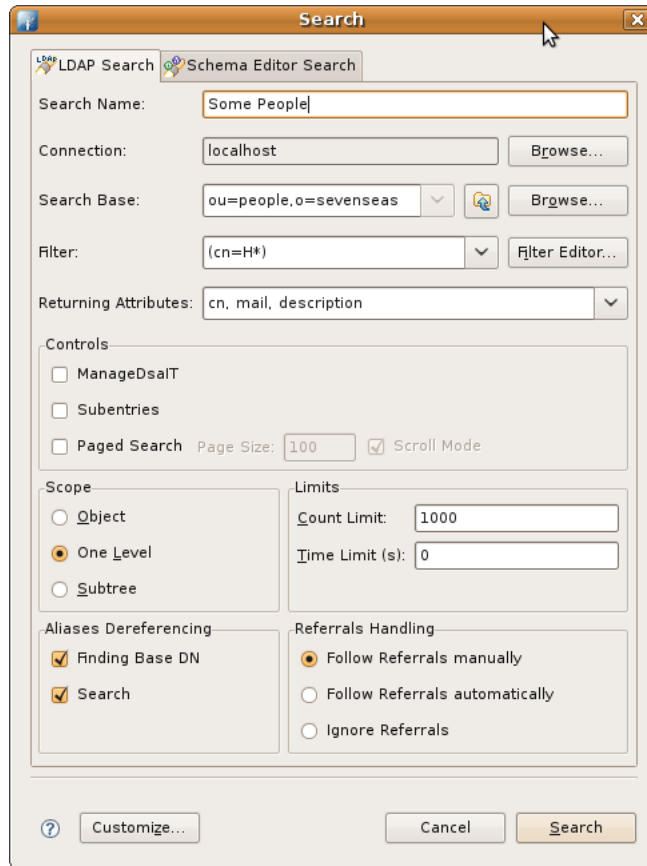 Search
LDAP Search Schema Editor Search
Search Name: Some People
Connection: localhost Browse...
Search Base: ou=people,o=sevenseas Browse...
Filter: (cn=H*) Filter Editor...
Returning Attributes: cn, mail, description
Controls
ManageDsaIT
Subentries
Paged Search Page Size: 100 Scroll Mode
Scope
Object
One Level
Subtree
Limits
Count Limit: 1000
Time Limit (s): 0
Aliases Dereferencing
Finding Base DN
Search
Referrals Handling
Follow Referrals manually
Follow Referrals automatically
Ignore Referrals
? Customize... Cancel Search